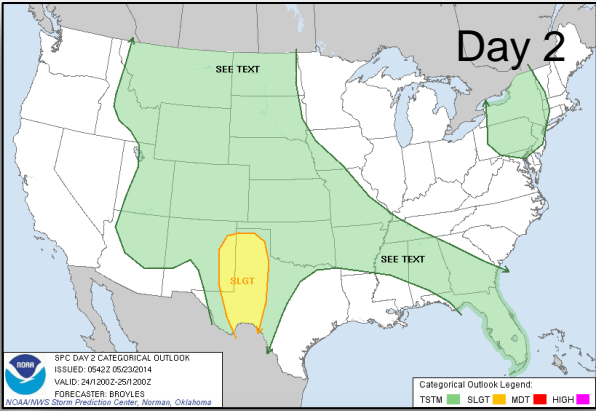 Day 2
SEE TEXT
SEE TEXT
SLGT
NOAA
SPC DAY 2 CATEGORICAL OUTLOOK
ISSUED: 0542Z 05/23/2014
VALID: 24/1200Z-25/1200Z
FORECASTER: BROYLES
NOAA/NWS Storm Prediction Center, Norman, Oklahoma
Categorical Outlook Legend:
TSTM SLGT MDT HIGH